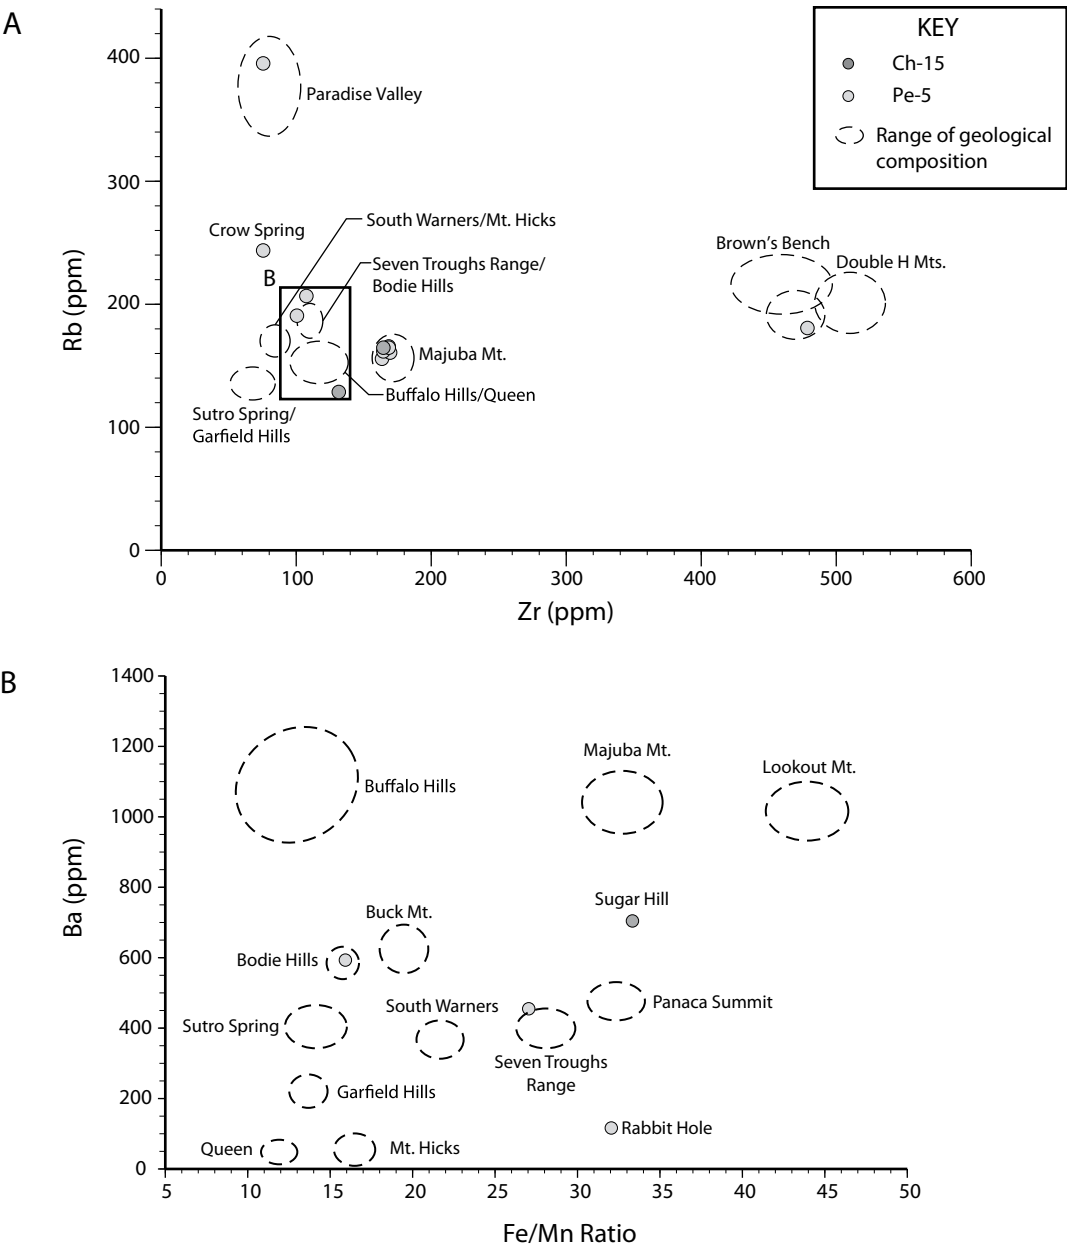 A
KEY
Ch-15
Pe-5
Range of geological
composition
400
300
200
100
0
Rb (ppm)
Paradise Valley
Crow Spring
South Warners/Mt. Hicks
B
Seven Troughs Range/
Bodie Hills
Majuba Mt.
Buffalo Hills/Queen
Sutro Spring/
Garfield Hills
Brown's Bench
Double H Mts.
0 100 200 300 400 500 600
Zr (ppm)
B
1400
1200
1000
800
600
400
200
0
Ba (ppm)
Buffalo Hills
Majuba Mt.
Lookout Mt.
Sugar Hill
Buck Mt.
Bodie Hills
South Warners
Panaca Summit
Sutro Spring
Seven Troughs
Range
Garfield Hills
Rabbit Hole
Queen
Mt. Hicks
5 10 15 20 25 30 35 40 45 50
Fe/Mn Ratio